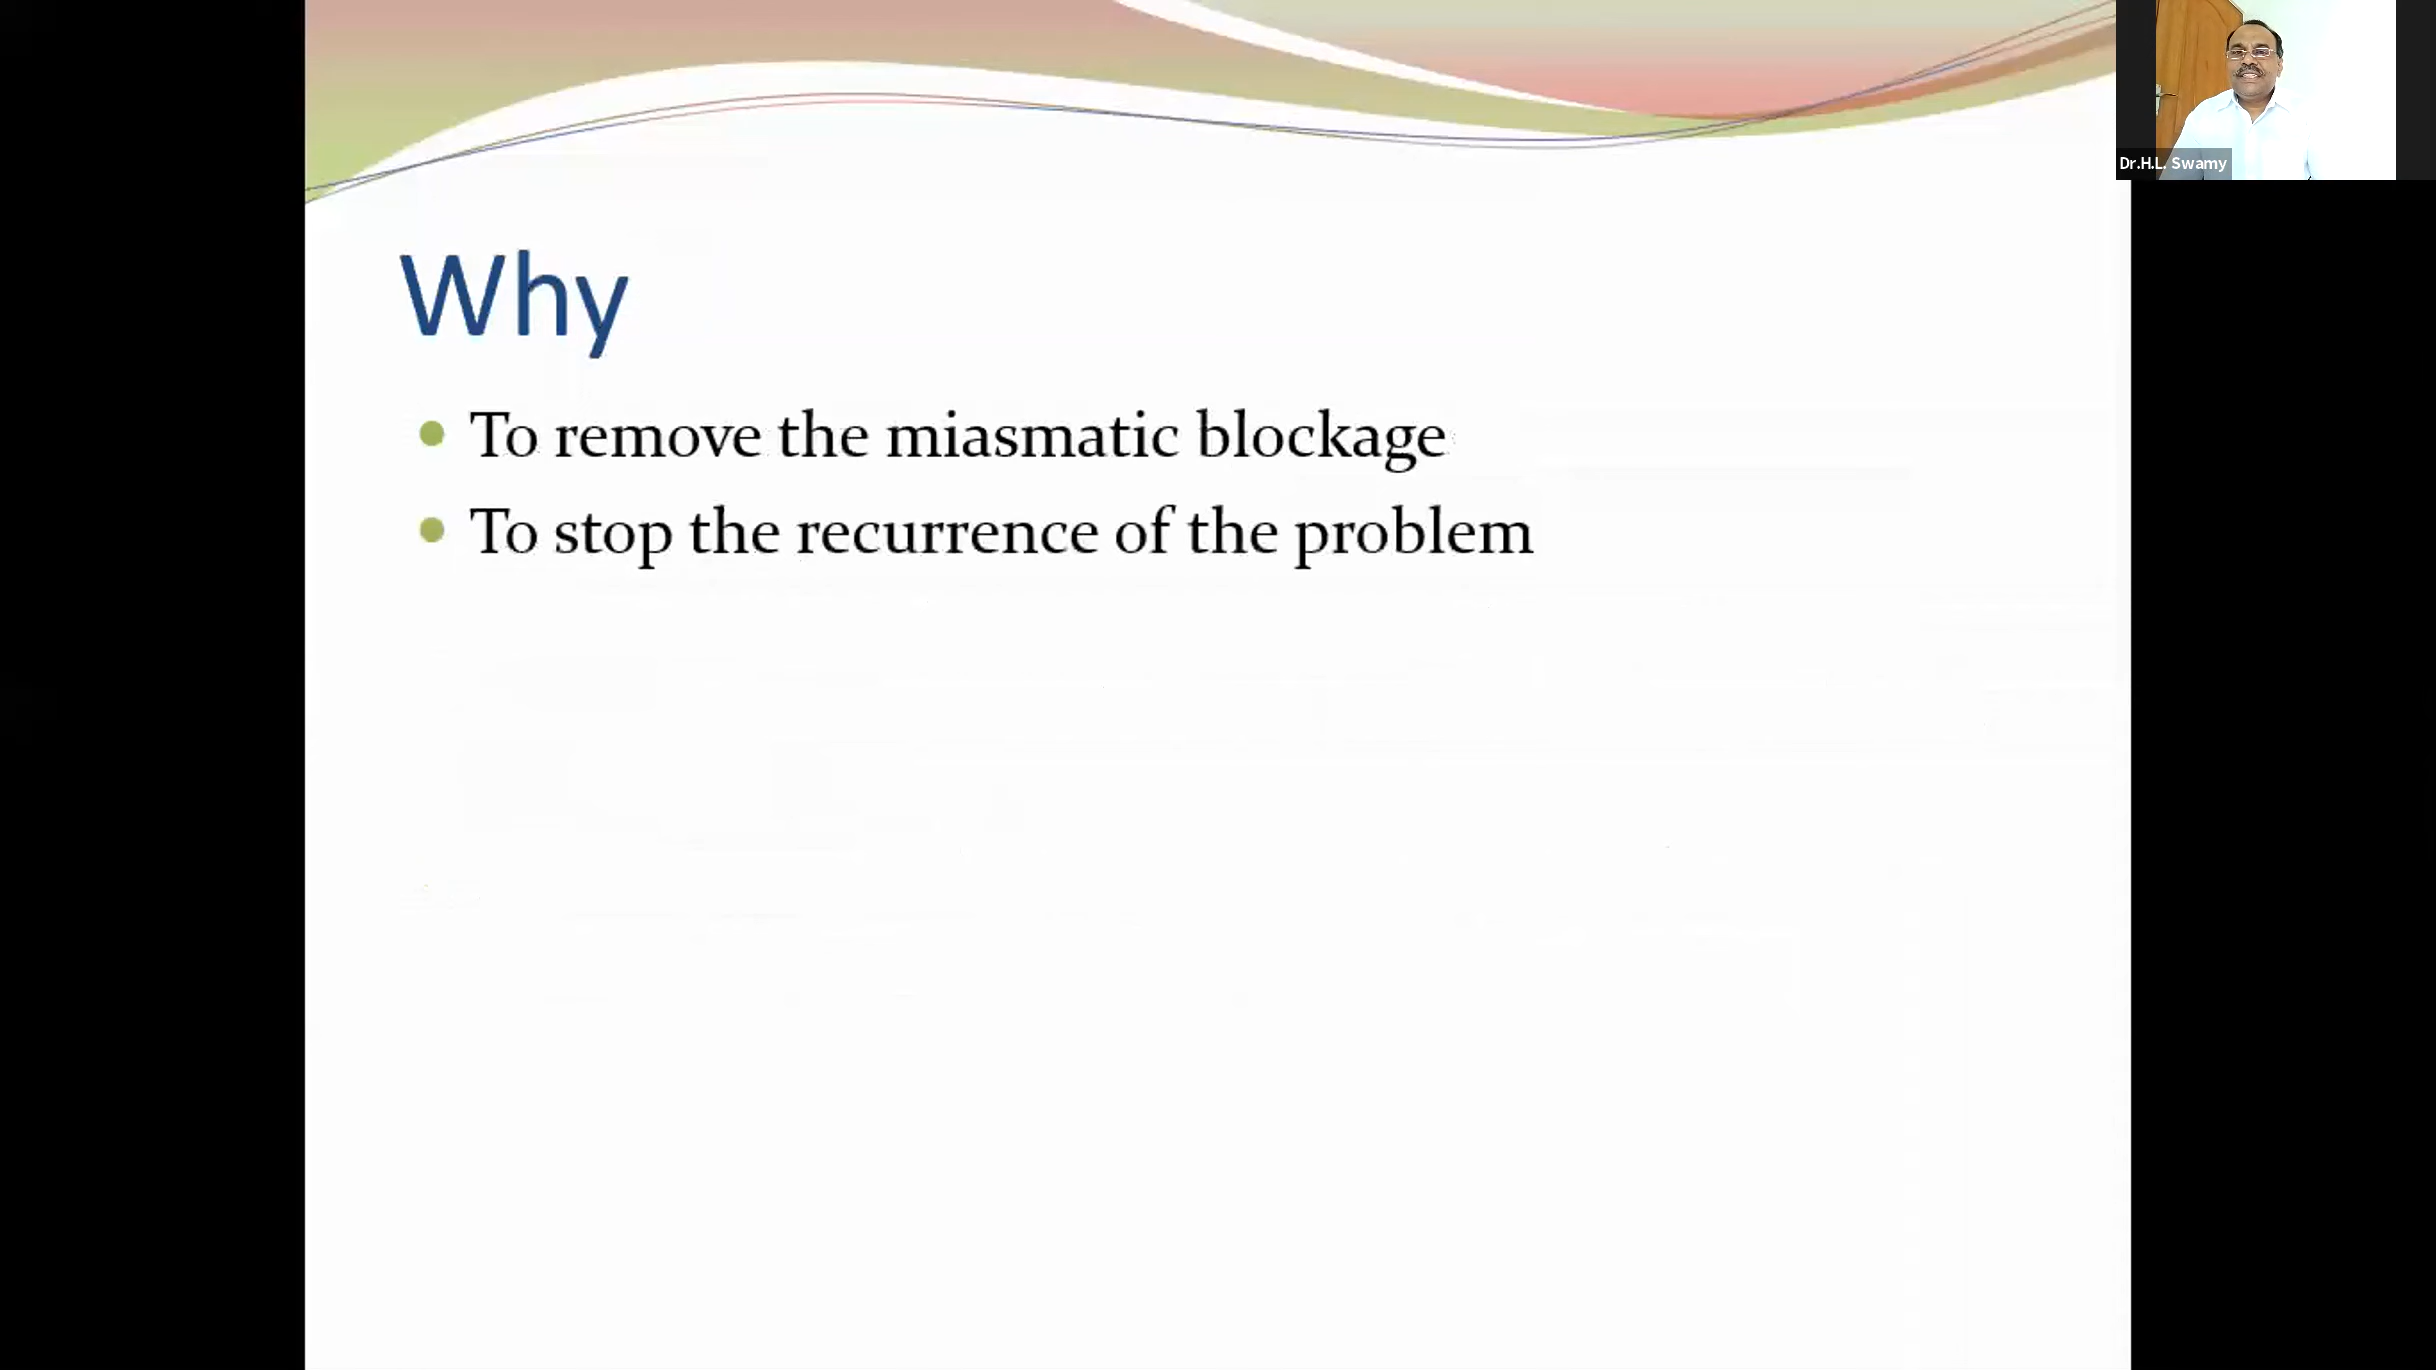 Dr.H.L. Swamy
Why
To remove the miasmatic blockage
To stop the recurrence of the problem